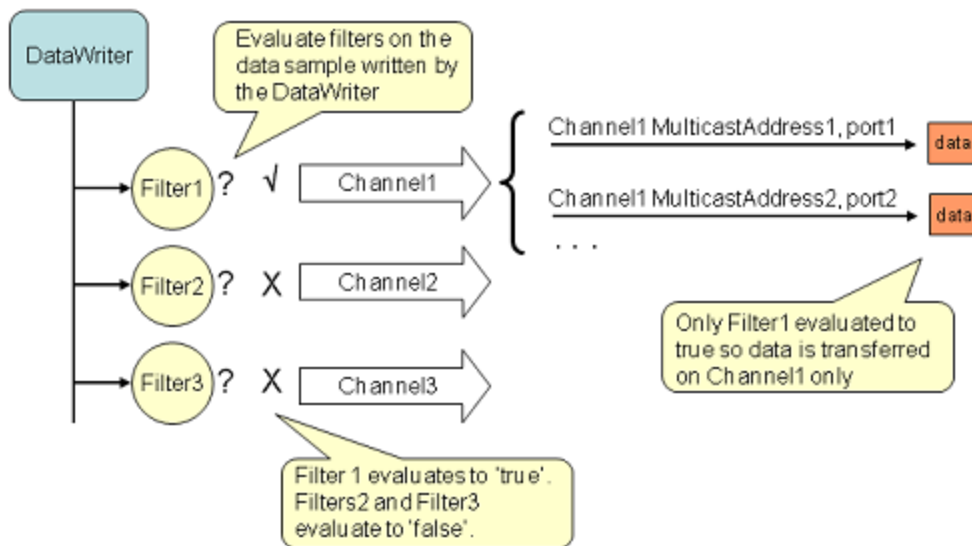 DataWriter
Evaluate filters on the
data sample written by
the DataWriter
Channel1 MulticastAddress1, port1
data
Filter1 ? √ Channel1
Channel1 MulticastAddress2, port2
data
. . .
Filter2 ? X Channel2
Only Filter1 evaluated to
true so data is transferred
on Channel1 only
Filter3 ? X Channel3
Filter 1 evaluates to 'true'.
Filters2 and Filter3
evaluate to 'false'.